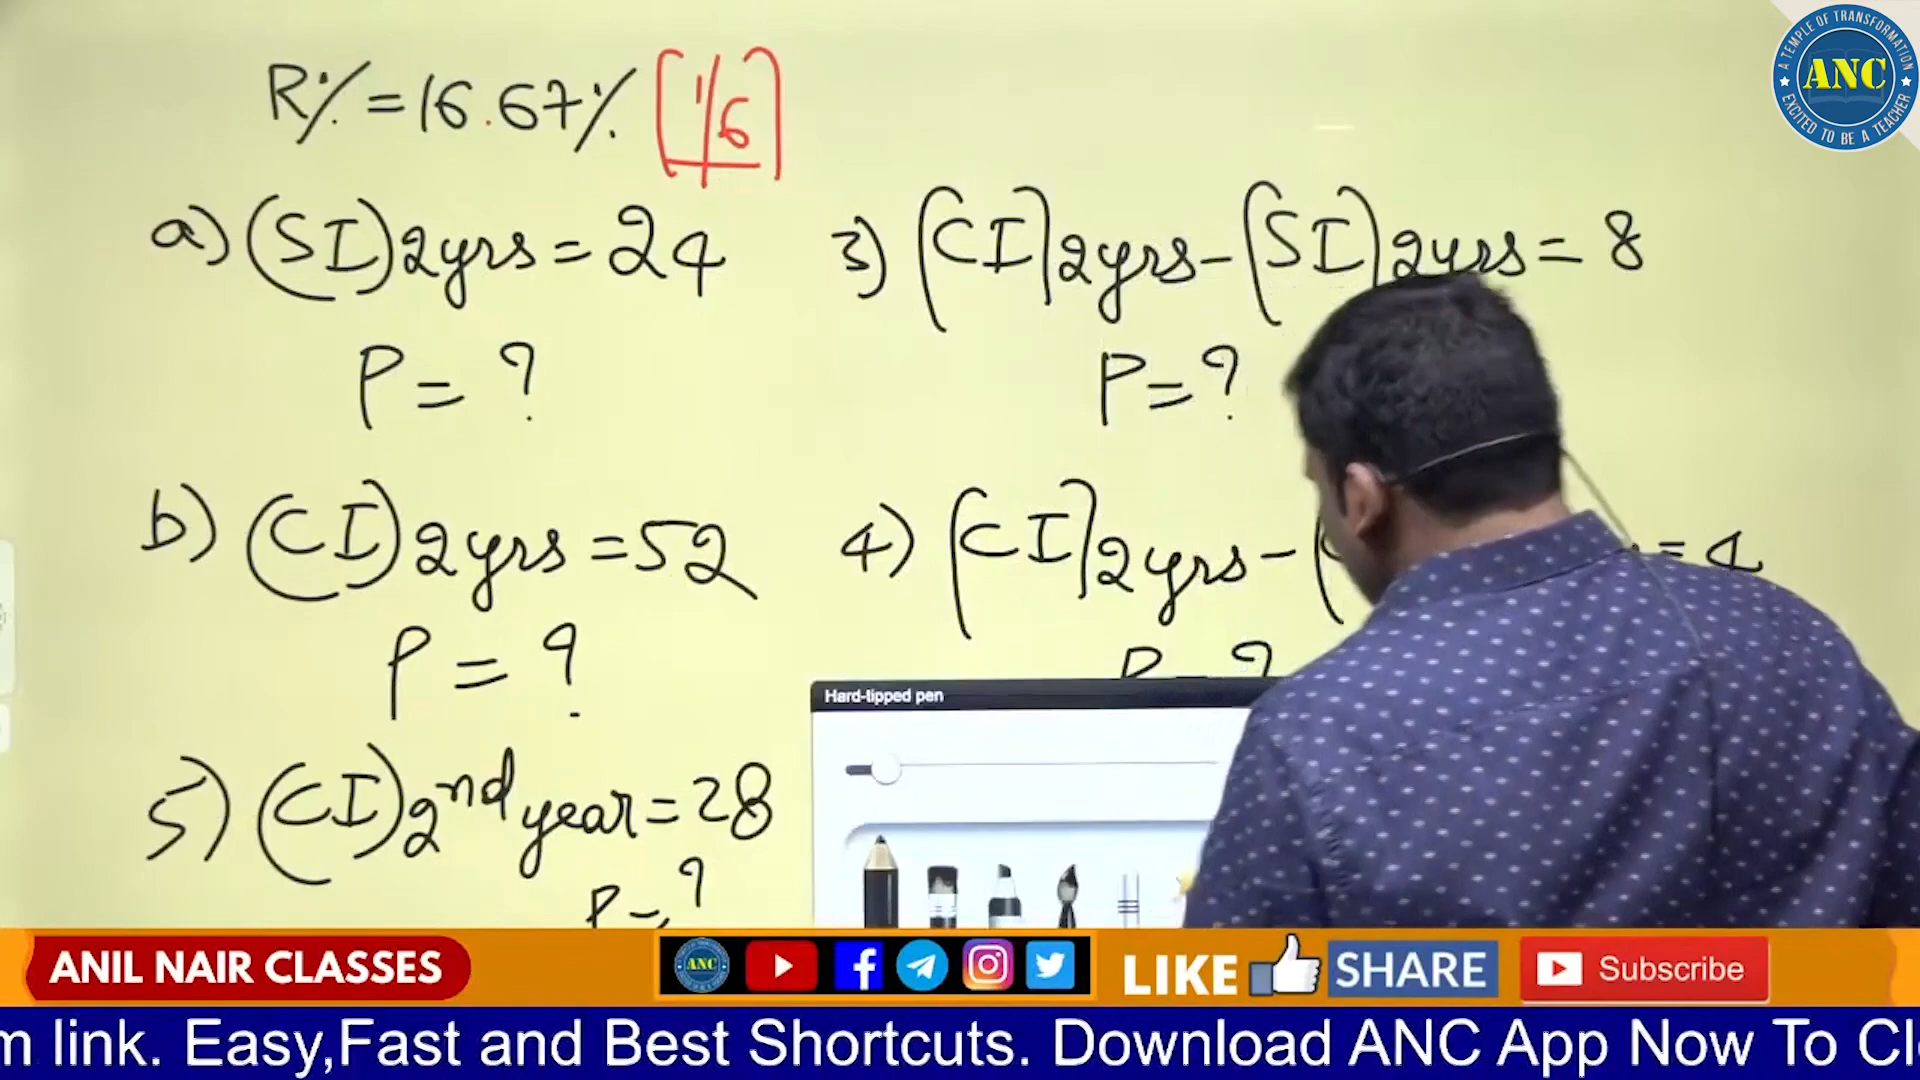 R% = 16.67% [1/6]
a) (SI) 2yrs = 24
P = ?
b) (CI) 2yrs = 52
P = ?
5) (CI) 2nd year = 28
P = ?
3) (CI) 2yrs - (SI) 2yrs = 8
P = ?
4) (CI) 2yrs - ( = 4
P ?
Hard-tipped pen
A TEMPLE OF TRANSFORMATION
ANC
EXCITED TO BE A TEACHER
ANIL NAIR CLASSES
ANC
LIKE SHARE
Subscribe
m link. Easy,Fast and Best Shortcuts. Download ANC App Now To Cl